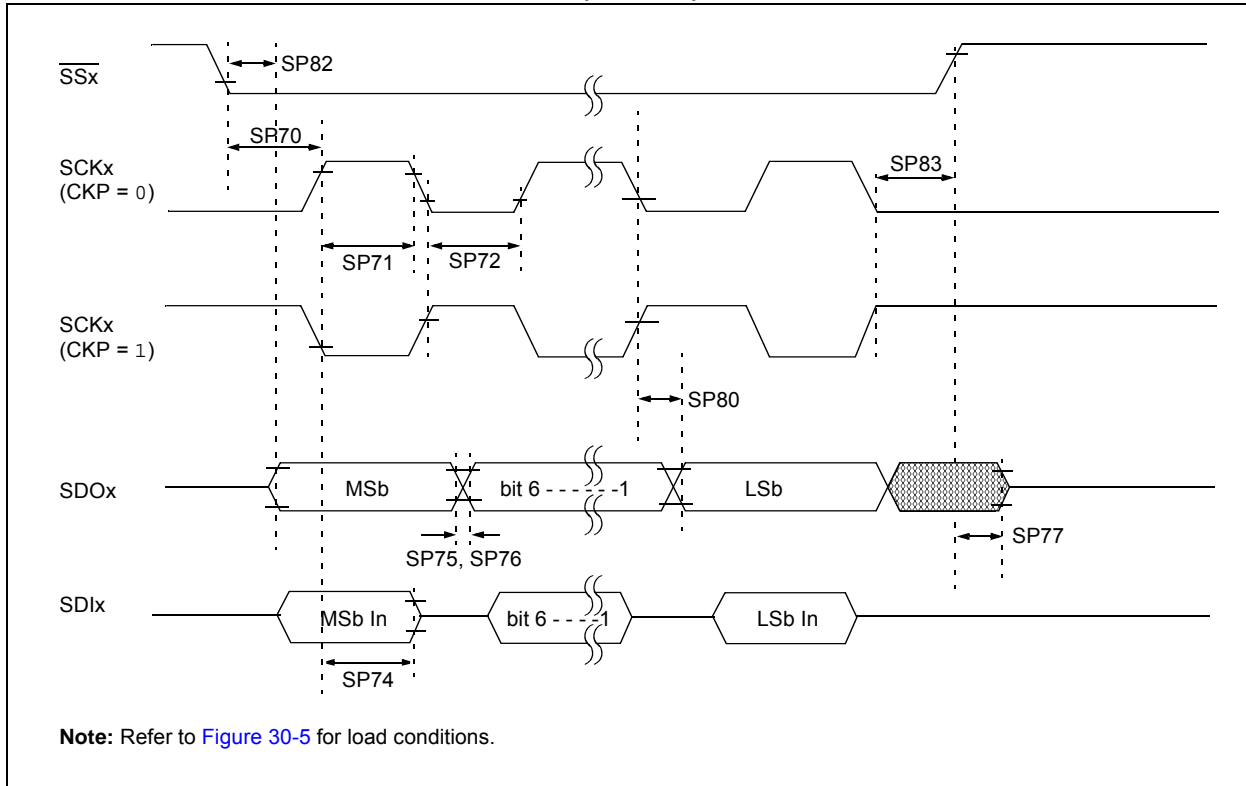 SP82
SSx
SP70
SCKx
(CKP = 0)
SP83
SP71
SP72
SCKx
(CKP = 1)
SP80
SDOx
MSb
bit 6 - - - - - - -1
LSb
SP75, SP76
SP77
SDIx
MSb In
bit 6 - - - -1
LSb In
SP74
Note: Refer to Figure 30-5 for load conditions.